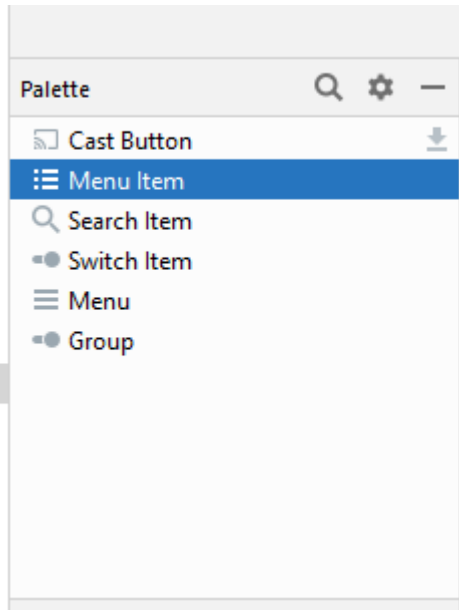 Palette
Cast Button
Menu Item
Search Item
Switch Item
Menu
Group